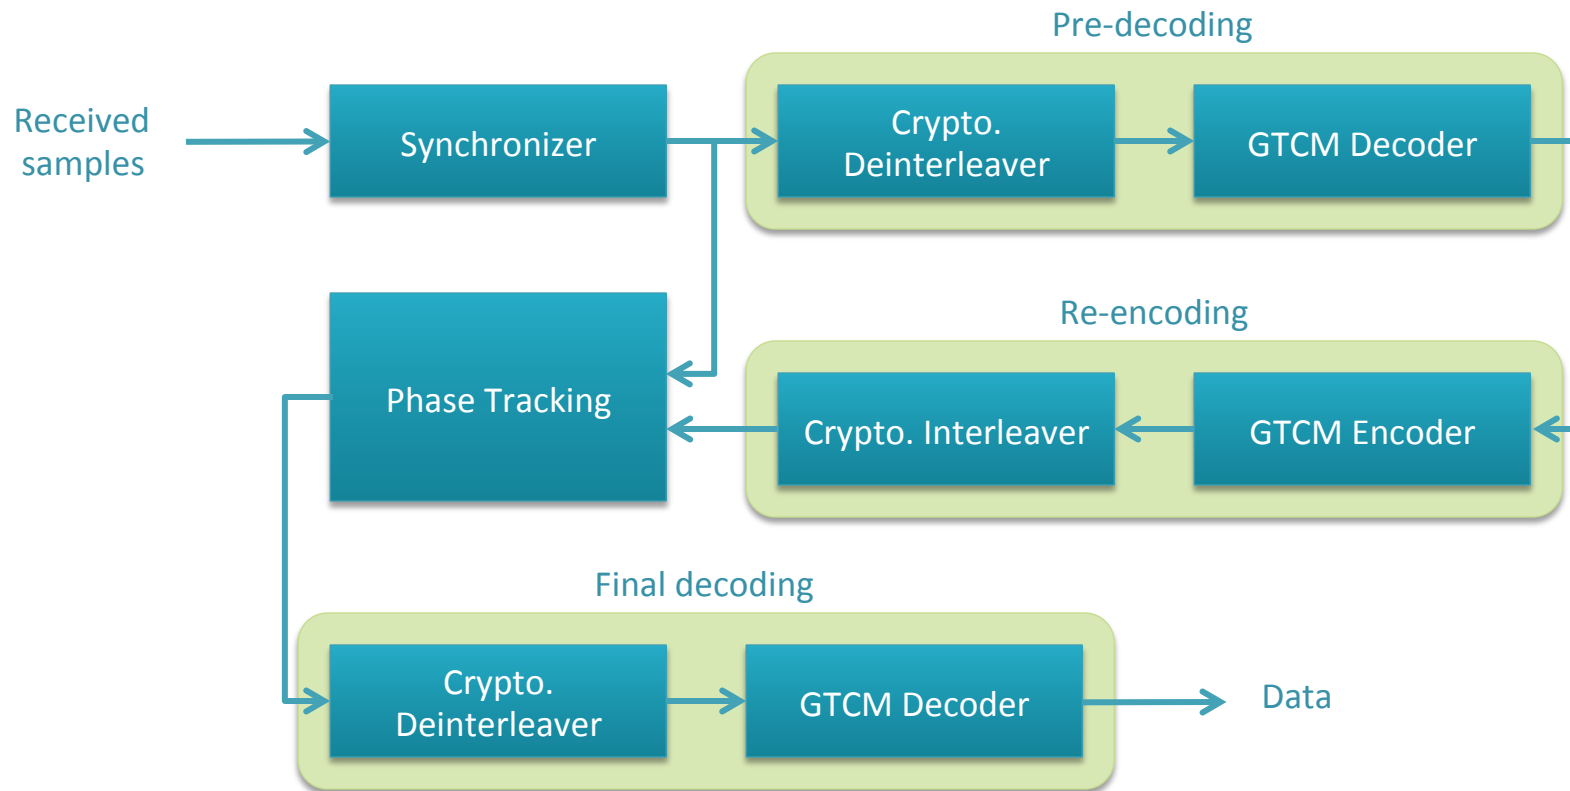 Pre-decoding
Received
samples
Synchronizer
Crypto.
Deinterleaver
GTCM Decoder
Re-encoding
Phase Tracking
Crypto. Interleaver
GTCM Encoder
Final decoding
Crypto.
Deinterleaver
GTCM Decoder
Data